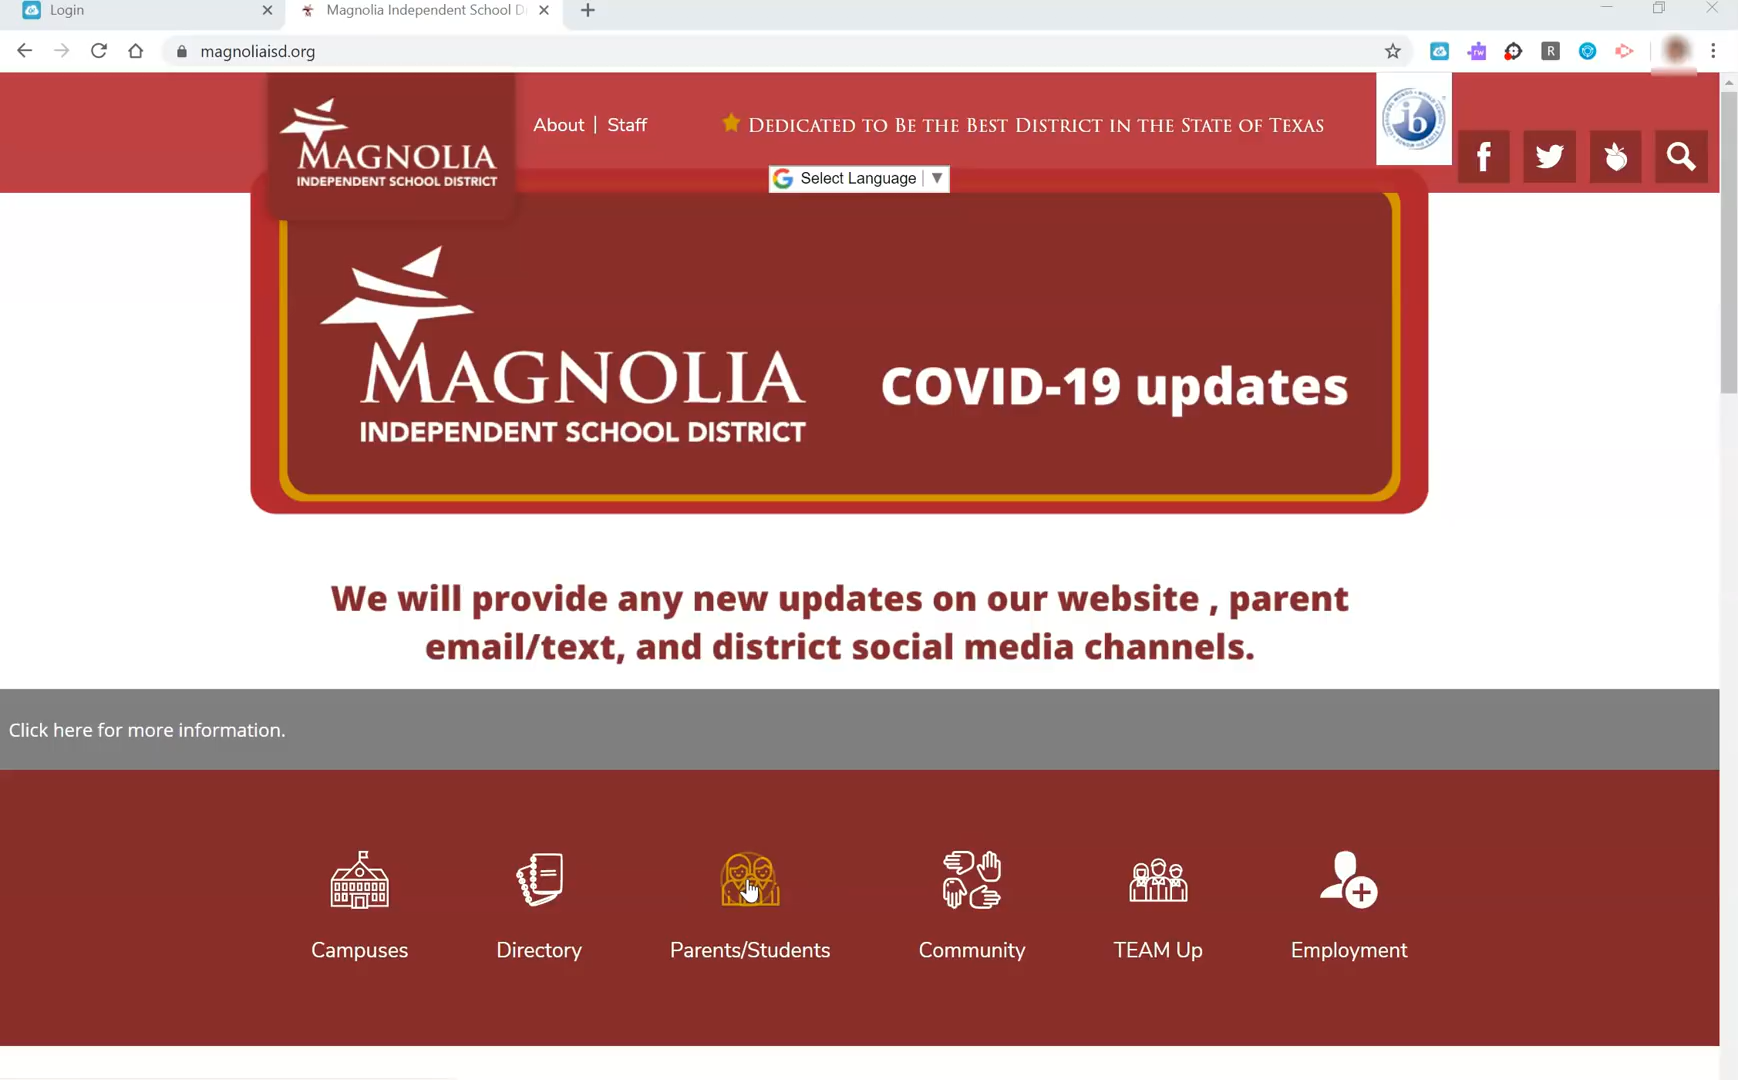 Login
Magnolia Independent School D
magnoliaisd.org
rw
R
MAGNOLIA
INDEPENDENT SCHOOL DISTRICT
About | Staff
DEDICATED TO BE THE BEST DISTRICT IN THE STATE OF TEXAS
Select Language
MAGNOLIA
INDEPENDENT SCHOOL DISTRICT
COVID-19 updates
We will provide any new updates on our website , parent
email/text, and district social media channels.
Click here for more information.
Campuses
Directory
Parents/Students
Community
TEAM Up
Employment